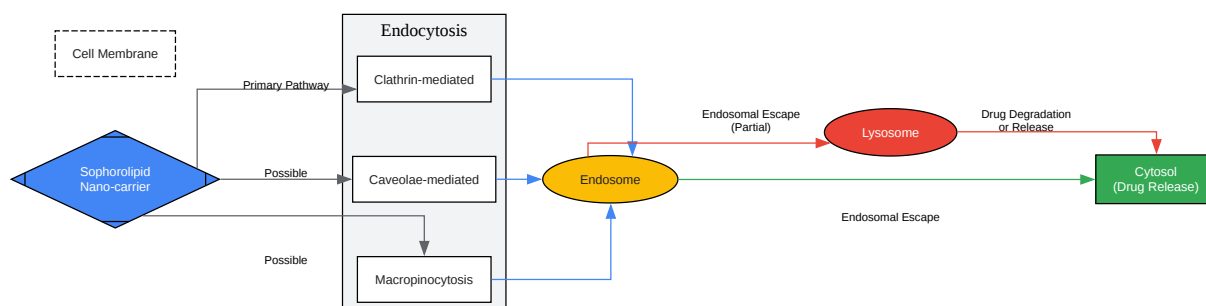 Endocytosis
Cell Membrane
Clathrin-mediated
Primary Pathway
Endosomal Escape
(Partial)
Lysosome
Drug Degradation
or Release
Sophorolipid
Nano-carrier
Possible
Caveolae-mediated
Endosome
Cytosol
(Drug Release)
Endosomal Escape
Possible
Macropinocytosis